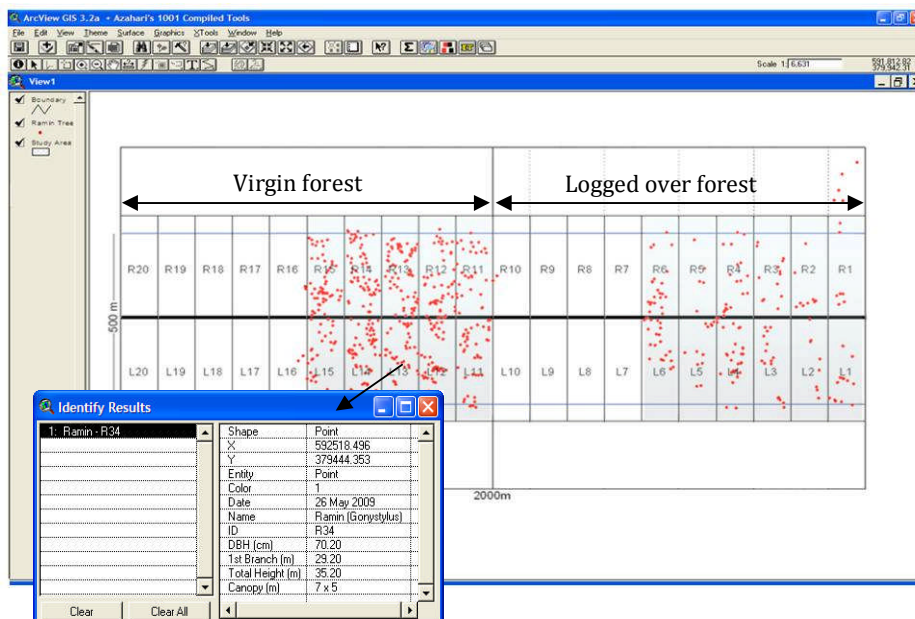 ArcView GIS 3.2a - Azahari's 1001 Compiled Tools
File Edit View Theme Surface Graphics XTools Window Help
Scale 1: 6,631
591,812.82
379,942.31
View1
Boundary
Ramin Tree
Study Area
Virgin forest
Logged over forest
R20 R19 R18 R17 R16 R15 R14 R13 R12 R11 R10 R9 R8 R7 R6 R5 R4 R3 R2 R1
500 m
L20 L19 L18 L17 L16 L15 L14 L13 L12 L11 L10 L9 L8 L7 L6 L5 L4 L3 L2 L1
2000m
Identify Results
1: Ramin - R34
Shape Point
X 592518.496
Y 379444.353
Entity Point
Color 1
Date 26 May 2009
Name Ramin (Gonystylus)
ID R34
DBH (cm) 70.20
1st Branch (m) 29.20
Total Height (m) 35.20
Canopy (m) 7 x 5
Clear Clear All